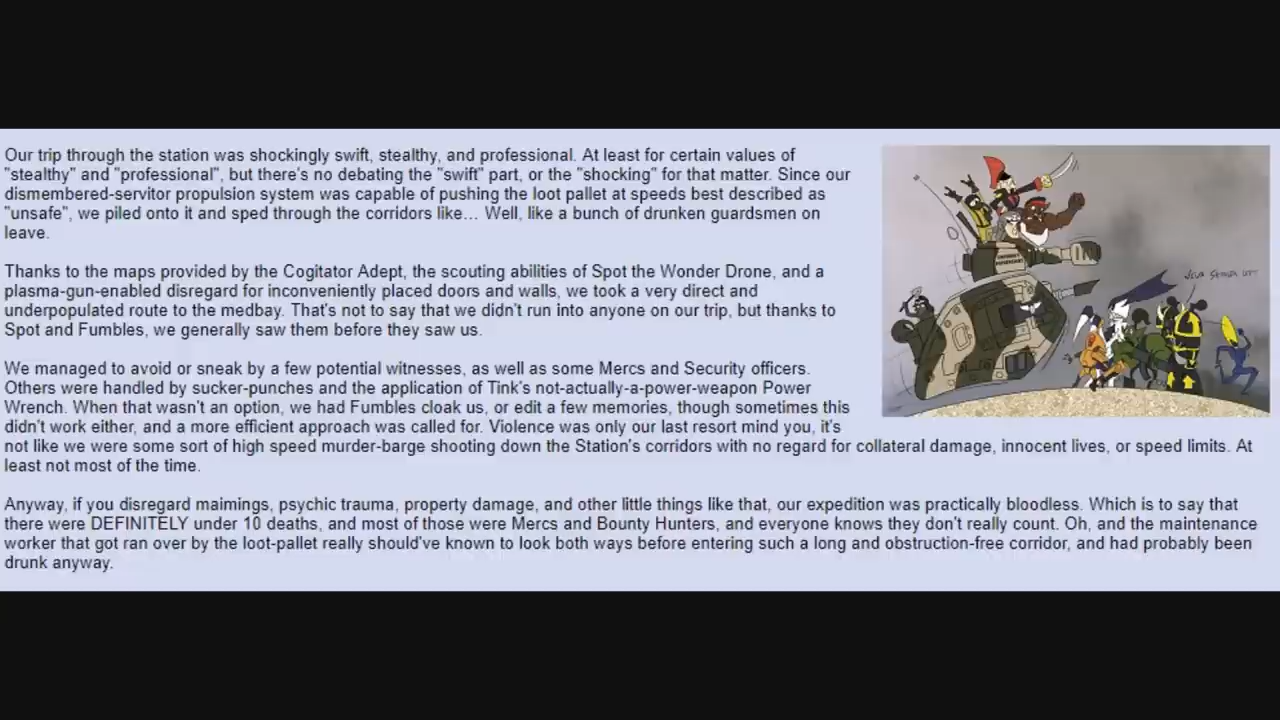 Our trip through the station was shockingly swift, stealthy, and professional. At least for certain values of
"stealthy" and "professional", but there's no debating the "swift" part, or the "shocking" for that matter. Since our
dismembered-servitor propulsion system was capable of pushing the loot pallet at speeds best described as
"unsafe", we piled onto it and sped through the corridors like... Well, like a bunch of drunken guardsmen on
leave.
Thanks to the maps provided by the Cogitator Adept, the scouting abilities of Spot the Wonder Drone, and a
plasma-gun-enabled disregard for inconveniently placed doors and walls, we took a very direct and
underpopulated route to the medbay. That's not to say that we didn't run into anyone on our trip, but thanks to
Spot and Fumbles, we generally saw them before they saw us.
We managed to avoid or sneak by a few potential witnesses, as well as some Mercs and Security officers.
Others were handled by sucker-punches and the application of Tink's not-actually-a-power-weapon Power
Wrench. When that wasn't an option, we had Fumbles cloak us, or edit a few memories, though sometimes this
didn't work either, and a more efficient approach was called for. Violence was only our last resort mind you, it's
not like we were some sort of high speed murder-barge shooting down the Station's corridors with no regard for collateral damage, innocent lives, or speed limits. At
least not most of the time.
Anyway, if you disregard maimings, psychic trauma, property damage, and other little things like that, our expedition was practically bloodless. Which is to say that
there were DEFINITELY under 10 deaths, and most of those were Mercs and Bounty Hunters, and everyone knows they don't really count. Oh, and the maintenance
worker that got ran over by the loot-pallet really should've known to look both ways before entering such a long and obstruction-free corridor, and had probably been
drunk anyway.